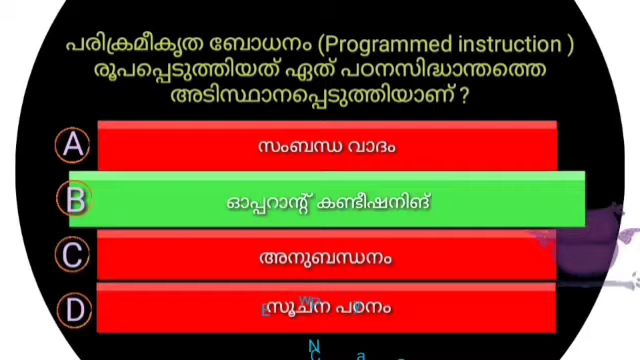 പരിക്രമീകൃത ബോധനം (Programmed instruction )
രൂപപ്പെടുത്തിയത് ഏത് പഠനസിദ്ധാന്തത്തെ
അടിസ്ഥാനപ്പെടുത്തിയാണ് ?
A സംബന്ധ വാദം
B ഓപ്പറാന്റ് കണ്ടീഷനിങ്
C അനുബന്ധനം
D സൂചന പഠനം